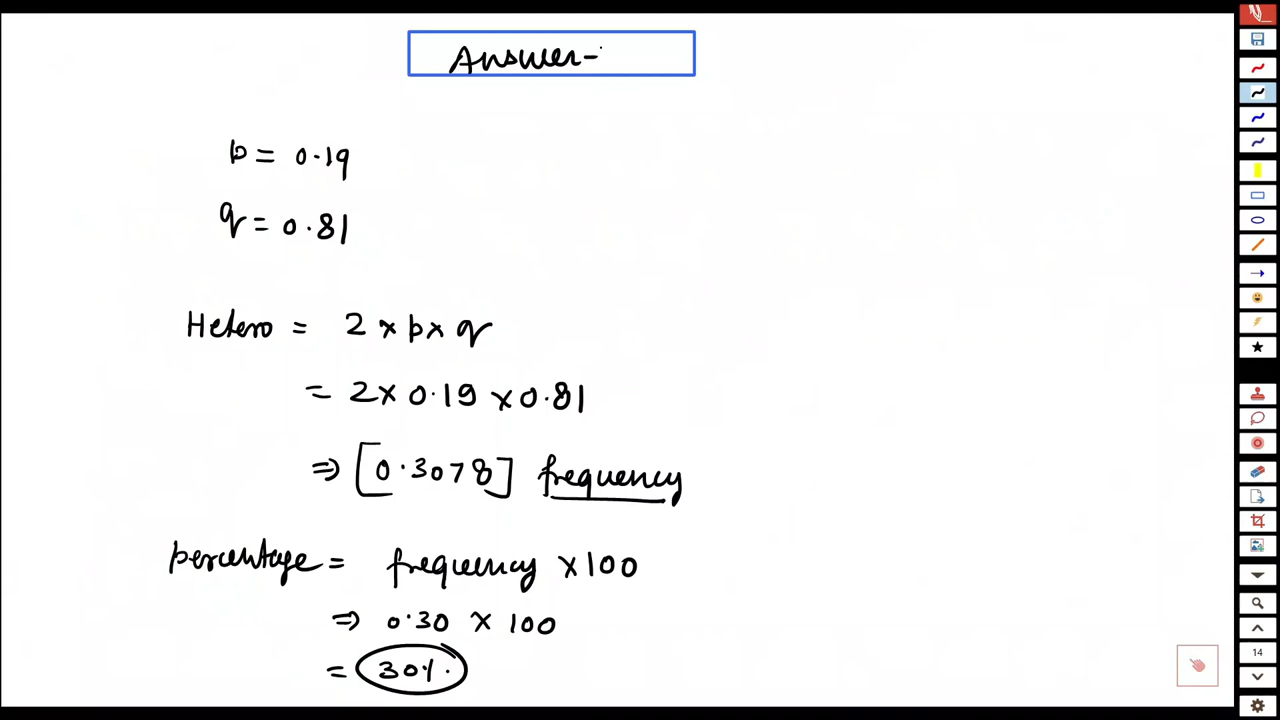 Answer-
p = 0.19
q = 0.81
Hetero = 2 × p × q
= 2 × 0.19 × 0.81
⇒ [0.3078] frequency
percentage = frequency × 100
⇒ 0.30 × 100
= 30%.
14